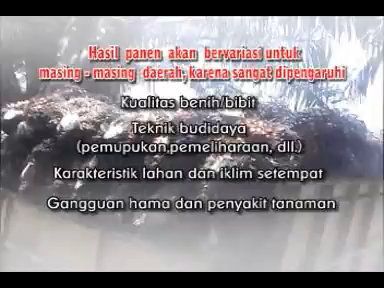 Hasil panen akan bervariasi untuk
masing - masing daerah, karena sangat dipengaruhi
Kualitas benih/bibit
Teknik budidaya
(pemupukan,pemeliharaan, dll.)
Karakteristik lahan dan iklim setempat
Gangguan hama dan penyakit tanaman